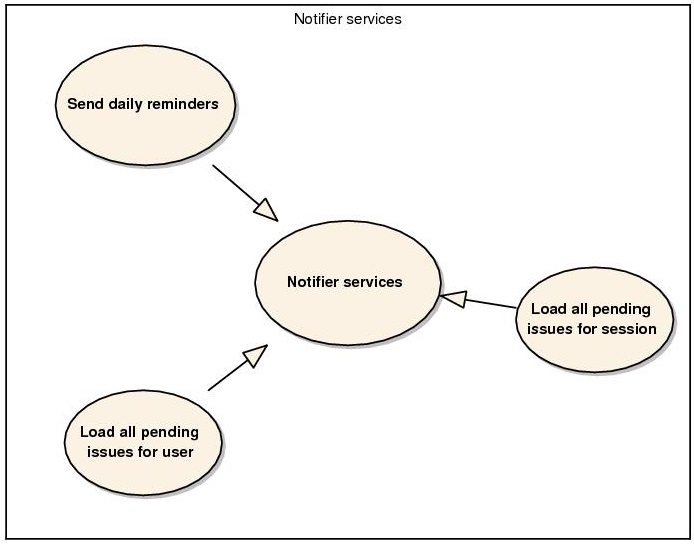 Notifier services
Send daily reminders
Notifier services
Load all pending
issues for session
Load all pending
issues for user